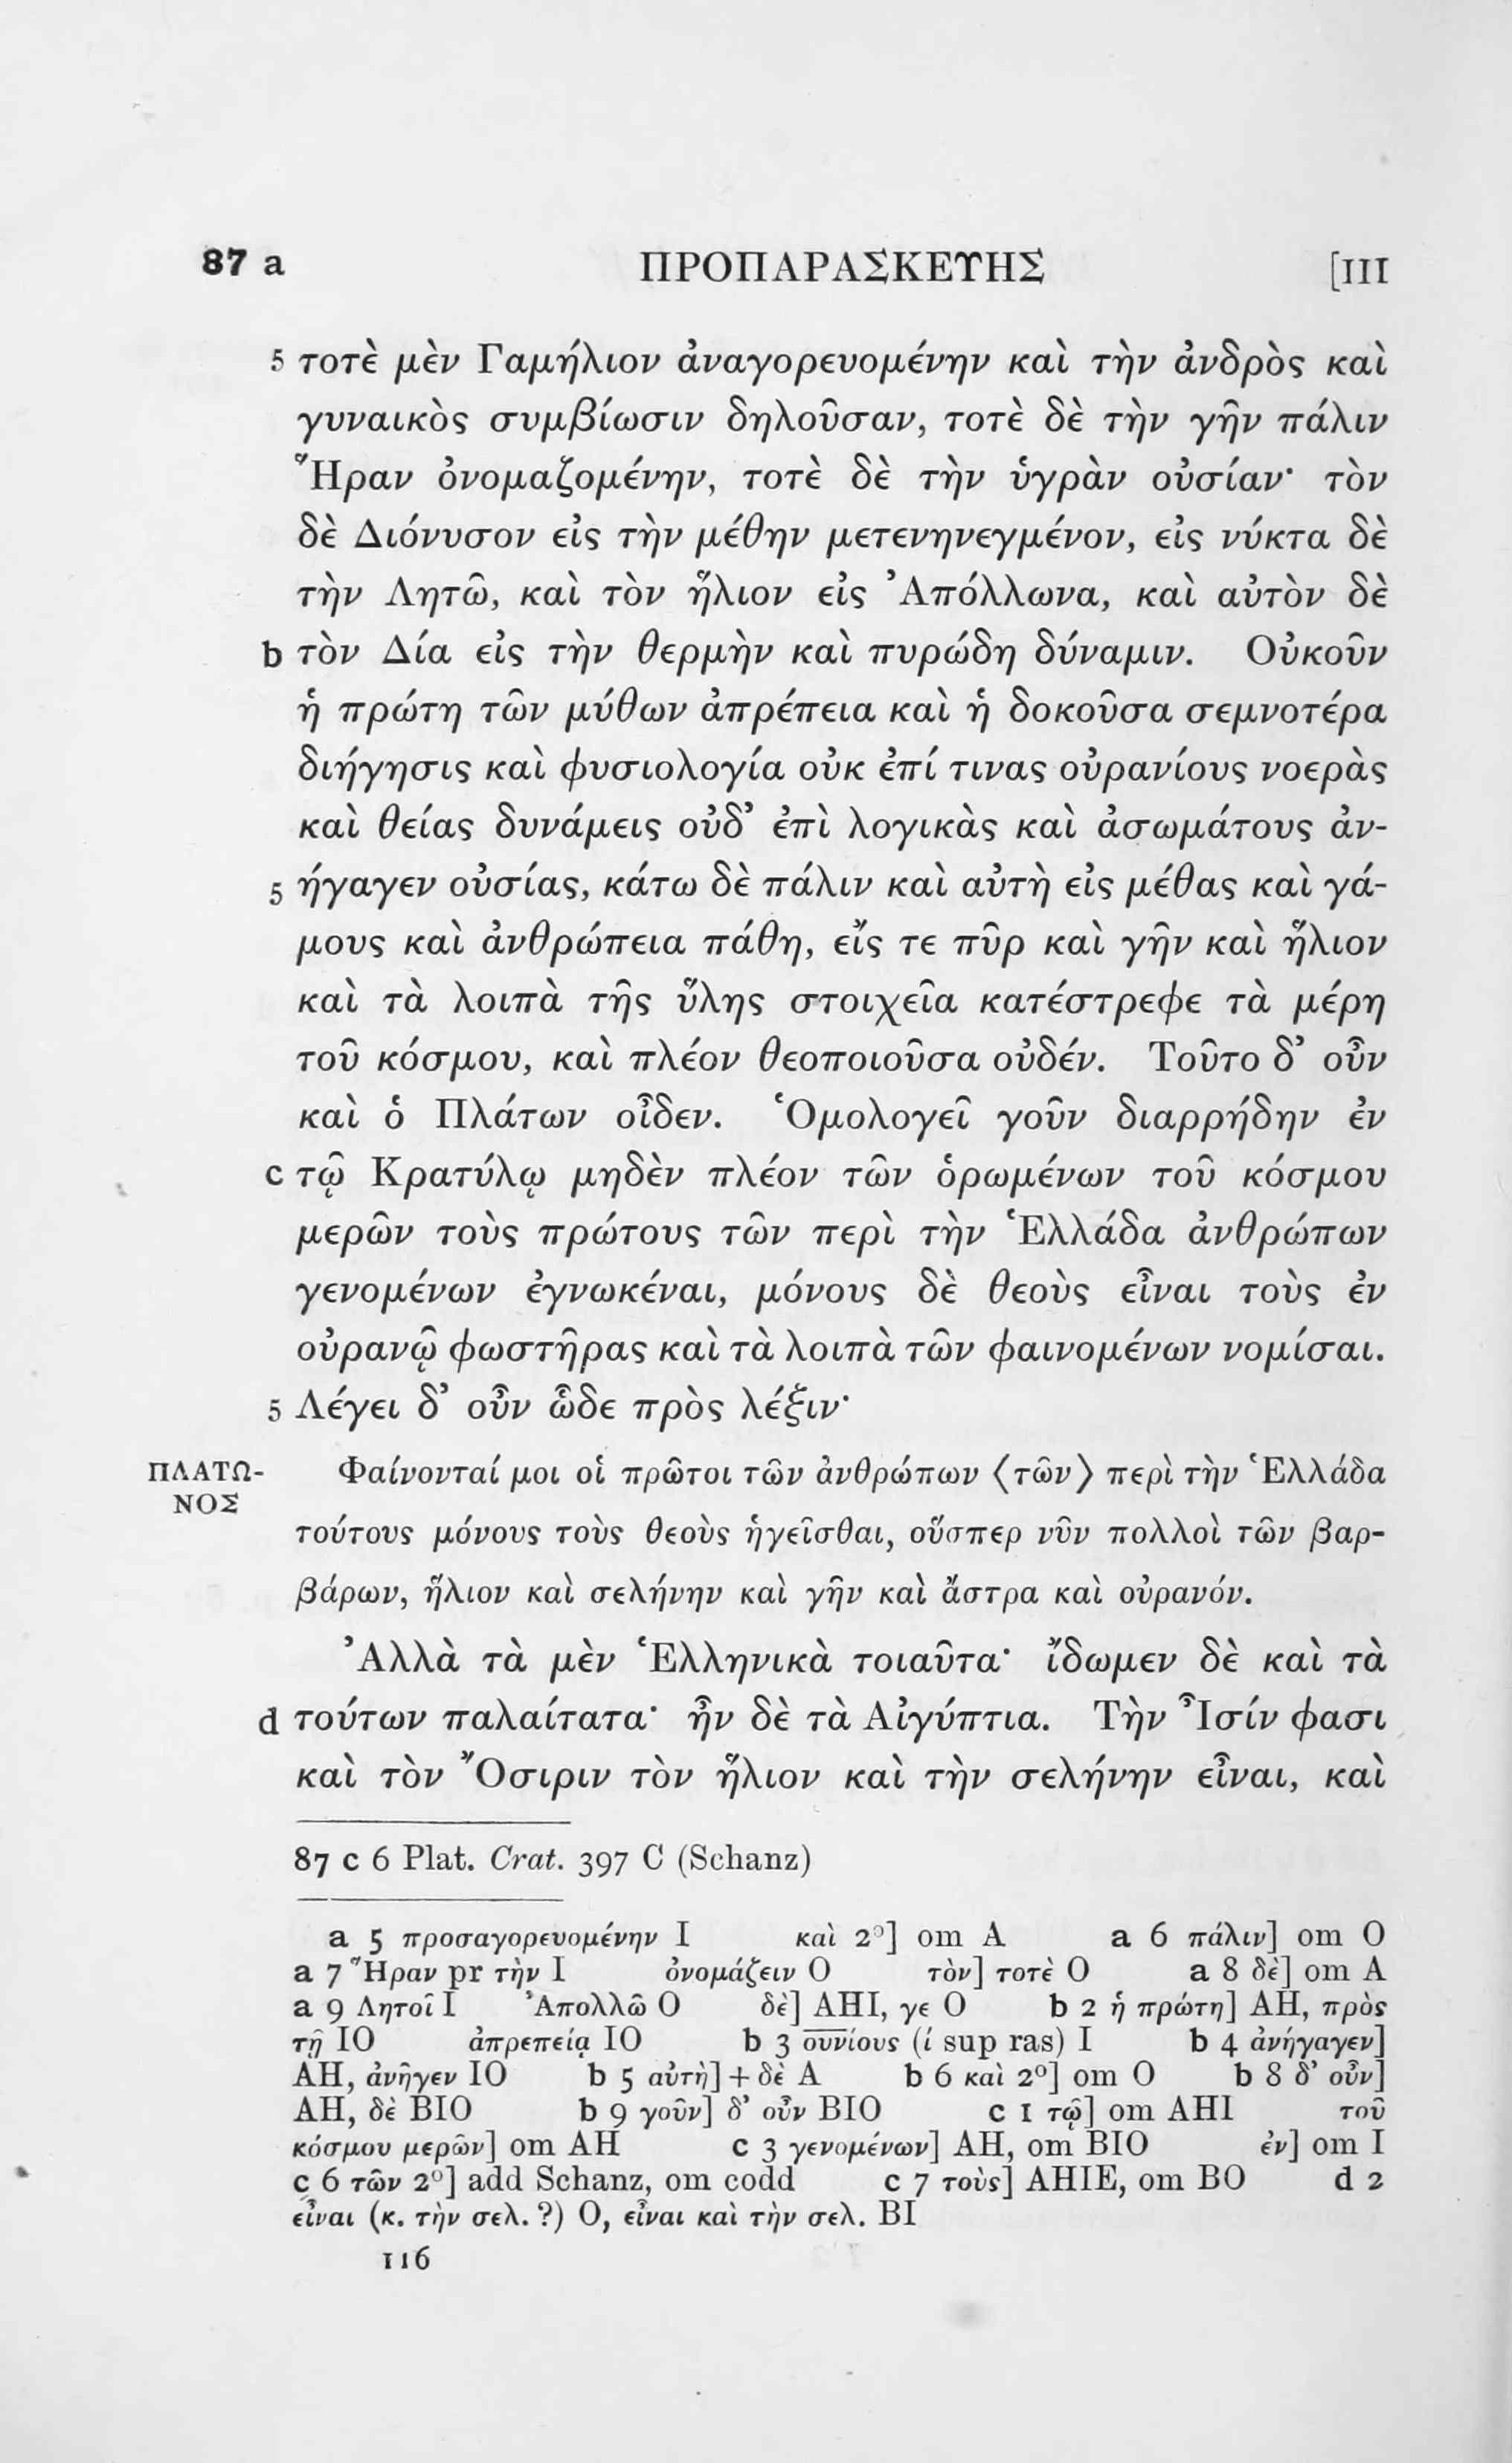 87 a ΠΡΟΠΑΡΑΣΚΕΥΗΣ [III
5 τοτὲ μὲν Γαμήλιον ἀναγορευομένην καὶ τὴν ἀνδρὸς καὶ
γυναικὸς συμβίωσιν δηλοῦσαν, τοτὲ δὲ τὴν γῆν πάλιν
Ἥραν ὀνομαζομένην, τοτὲ δὲ τὴν ὑγρὰν οὐσίαν· τὸν
δὲ Διόνυσον εἰς τὴν μέθην μετενηνεγμένον, εἰς νύκτα δὲ
τὴν Λητῶ, καὶ τὸν ἥλιον εἰς Ἀπόλλωνα, καὶ αὐτὸν δὲ
b τὸν Δία εἰς τὴν θερμὴν καὶ πυρώδη δύναμιν. Οὐκοῦν
ἡ πρώτη τῶν μύθων ἀπρέπεια καὶ ἡ δοκοῦσα σεμνοτέρα
διήγησις καὶ φυσιολογία οὐκ ἐπί τινας οὐρανίους νοερὰς
καὶ θείας δυνάμεις οὐδ’ ἐπὶ λογικὰς καὶ ἀσωμάτους ἀν-
5 ήγαγεν οὐσίας, κάτω δὲ πάλιν καὶ αὐτὴ εἰς μέθας καὶ γά-
μους καὶ ἀνθρώπεια πάθη, εἴς τε πῦρ καὶ γῆν καὶ ἥλιον
καὶ τὰ λοιπὰ τῆς ὕλης στοιχεῖα κατέστρεφε τὰ μέρη
τοῦ κόσμου, καὶ πλέον θεοποιοῦσα οὐδέν. Τοῦτο δ’ οὖν
καὶ ὁ Πλάτων οἶδεν. Ὁμολογεῖ γοῦν διαρρήδην ἐν
c τῷ Κρατύλῳ μηδὲν πλέον τῶν ὁρωμένων τοῦ κόσμου
μερῶν τοὺς πρώτους τῶν περὶ τὴν Ἑλλάδα ἀνθρώπων
γενομένων ἐγνωκέναι, μόνους δὲ θεοὺς εἶναι τοὺς ἐν
οὐρανῷ φωστῆρας καὶ τὰ λοιπὰ τῶν φαινομένων νομίσαι.
5 Λέγει δ’ οὖν ὧδε πρὸς λέξιν·
ΠΛΑΤΩ- Φαίνονταί μοι οἱ πρῶτοι τῶν ἀνθρώπων ⟨τῶν⟩ περὶ τὴν Ἑλλάδα
ΝΟΣ
τούτους μόνους τοὺς θεοὺς ἡγεῖσθαι, οὕσπερ νῦν πολλοὶ τῶν βαρ-
βάρων, ἥλιον καὶ σελήνην καὶ γῆν καὶ ἄστρα καὶ οὐρανόν.
Ἀλλὰ τὰ μὲν Ἑλληνικὰ τοιαῦτα· ἴδωμεν δὲ καὶ τὰ
d τούτων παλαίτατα· ἦν δὲ τὰ Αἰγύπτια. Τὴν Ἶσίν φασι
καὶ τὸν Ὄσιριν τὸν ἥλιον καὶ τὴν σελήνην εἶναι, καὶ
87 c 6 Plat. Crat. 397 C (Schanz)
a 5 προσαγορευομένην I καὶ 2º] om A a 6 πάλιν] om O
a 7 Ἥραν pr τὴν I ὀνομάζειν O τὸν] τοτὲ O a 8 δὲ] om A
a 9 Λητοῖ I Ἀπολλῶ O δὲ] AHI, γε O b 2 ἡ πρώτη] AH, πρὸς
τῇ IO ἀπρεπείᾳ IO b 3 ουνίους (ί sup ras) I b 4 ἀνήγαγεν]
AH, ἀνῆγεν IO b 5 αὐτὴ] + δὲ A b 6 καὶ 2º] om O b 8 δ’ οὖν]
AH, δὲ BIO b 9 γοῦν] δ’ οὖν BIO c 1 τῷ] om AHI τοῦ
κόσμου μερῶν] om AH c 3 γενομένων] AH, om BIO ἐν] om I
c 6 τῶν 2º] add Schanz, om codd c 7 τοὺς] AHIE, om BO d 2
εἶναι (κ. τὴν σελ. ?) O, εἶναι καὶ τὴν σελ. BI
116